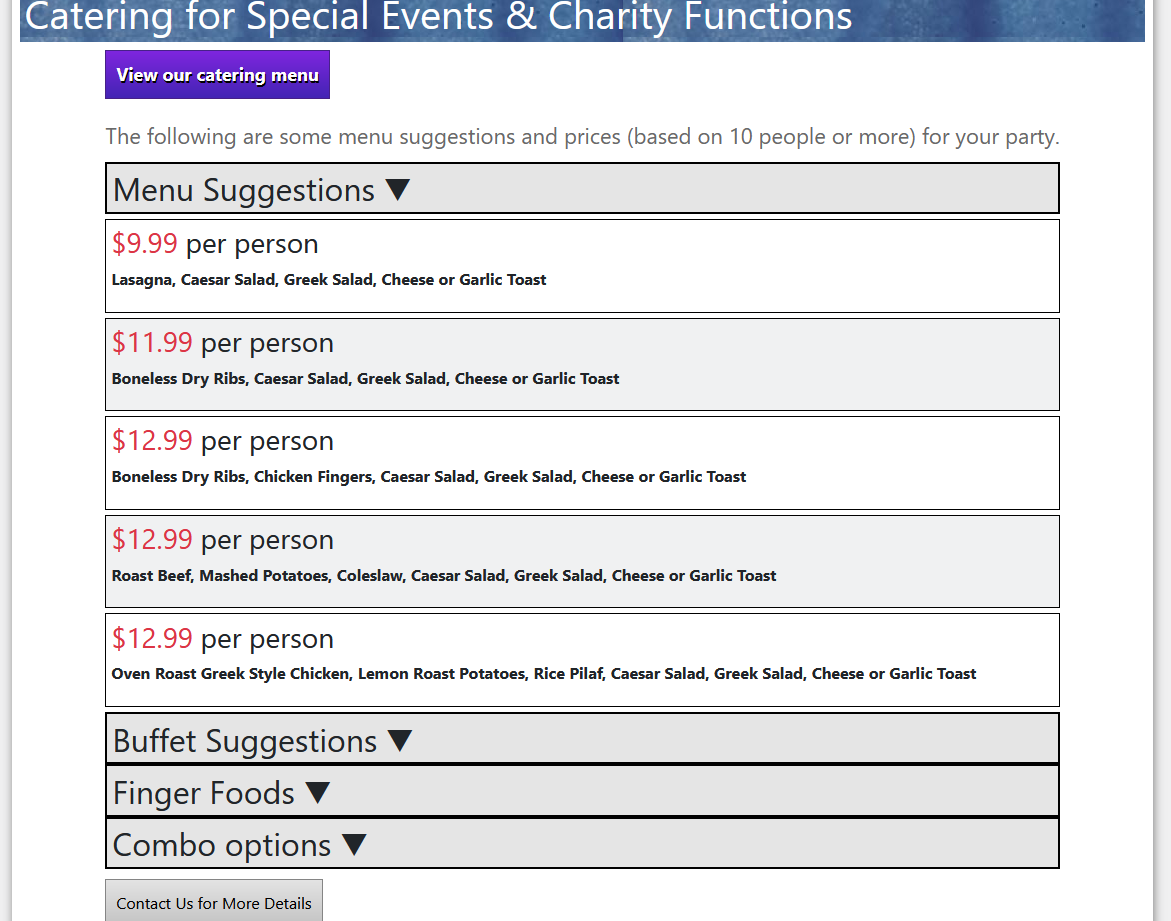 Catering for Special Events & Charity Functions
View our catering menu
The following are some menu suggestions and prices (based on 10 people or more) for your party.
Menu Suggestions ▼
$9.99 per person
Lasagna, Caesar Salad, Greek Salad, Cheese or Garlic Toast
$11.99 per person
Boneless Dry Ribs, Caesar Salad, Greek Salad, Cheese or Garlic Toast
$12.99 per person
Boneless Dry Ribs, Chicken Fingers, Caesar Salad, Greek Salad, Cheese or Garlic Toast
$12.99 per person
Roast Beef, Mashed Potatoes, Coleslaw, Caesar Salad, Greek Salad, Cheese or Garlic Toast
$12.99 per person
Oven Roast Greek Style Chicken, Lemon Roast Potatoes, Rice Pilaf, Caesar Salad, Greek Salad, Cheese or Garlic Toast
Buffet Suggestions ▼
Finger Foods ▼
Combo options ▼
Contact Us for More Details